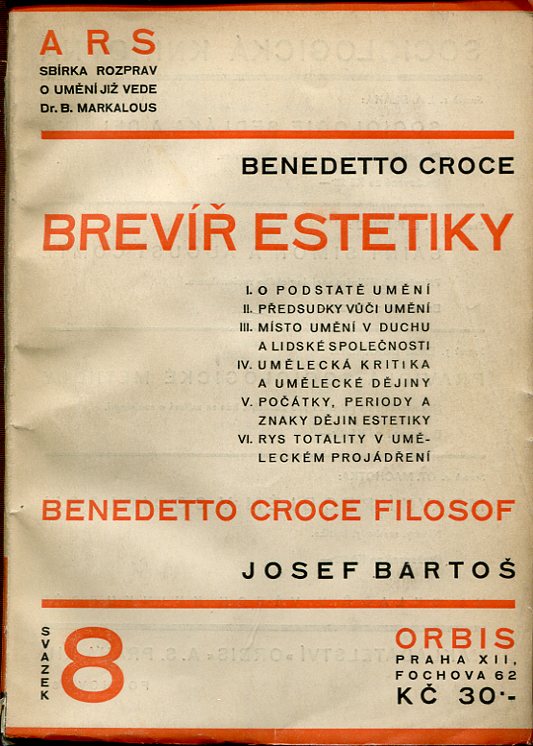 ARS
SBÍRKA ROZPRAV
O UMĚNÍ JIŽ VEDE
Dr. B. MARKALOUS
BENEDETTO CROCE
BREVÍŘ ESTETIKY
I. O PODSTATĚ UMĚNÍ
II. PŘEDSUDKY VŮČI UMĚNÍ
III. MÍSTO UMĚNÍ V DUCHU
A LIDSKÉ SPOLEČNOSTI
IV. UMĚLECKÁ KRITIKA
A UMĚLECKÉ DĚJINY
V. POČÁTKY, PERIODY A
ZNAKY DĚJIN ESTETIKY
VI. RYS TOTALITY V UMĚ-
LECKÉM PROJÁDŘENÍ
BENEDETTO CROCE FILOSOF
JOSEF BARTOŠ
SVAZEK
8
ORBIS
PRAHA XII,
FOCHOVA 62
KČ 30·-